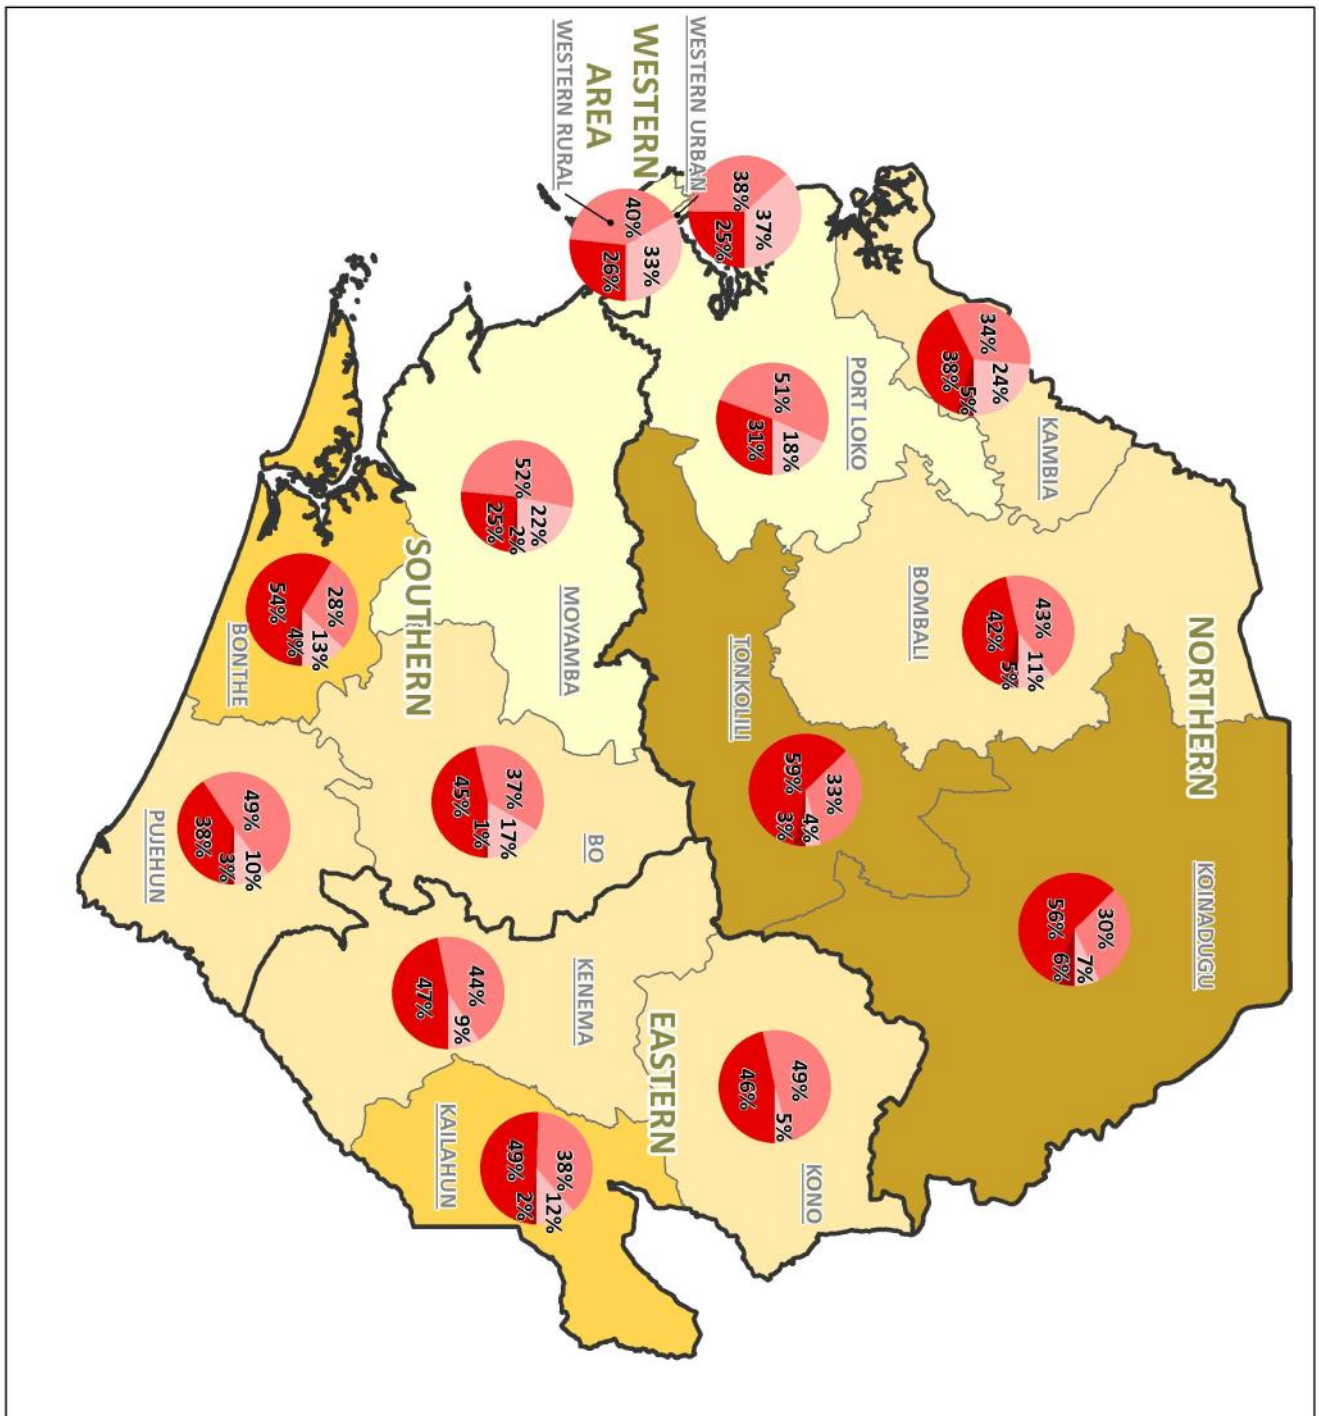 NORTHERN
KOINADUGU
30%
7%
56%
6%
KAMBIA
43%
11%
42%
5%
34%
24%
38%
5%
BOMBALI
PORT LOKO
33%
4%
59%
3%
KONO
51%
18%
31%
49%
5%
46%
TONKOLILI
38%
37%
25%
WESTERN URBAN
WESTERN
AREA
WESTERN RURAL
40%
33%
26%
EASTERN
BO
KENEMA
MOYAMBA
38%
12%
49%
2%
52%
22%
25%
2%
37%
17%
45%
1%
44%
9%
47%
KAILAHUN
SOUTHERN
28%
13%
54%
4%
BONTHE
49%
10%
38%
3%
PUJEHUN